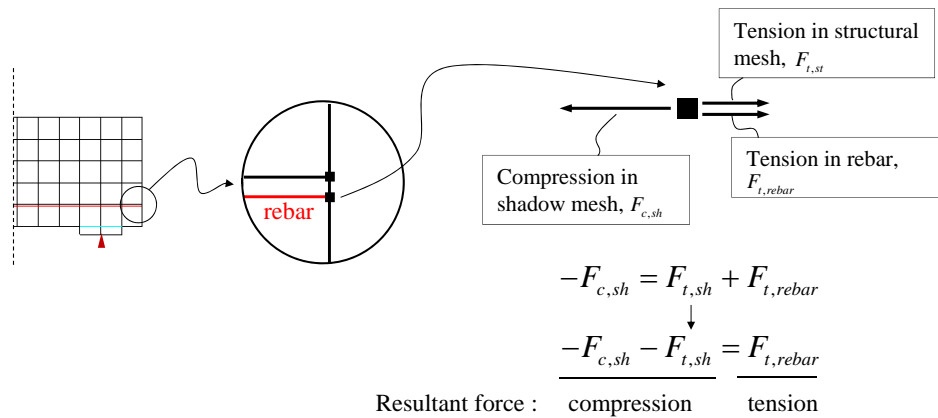 Tension in structural
mesh, F_{t,st}
Compression in
shadow mesh, F_{c,sh}
Tension in rebar,
F_{t,rebar}
rebar
-F_{c,sh} = F_{t,sh} + F_{t,rebar}
-F_{c,sh} - F_{t,sh} = F_{t,rebar}
Resultant force : compression tension